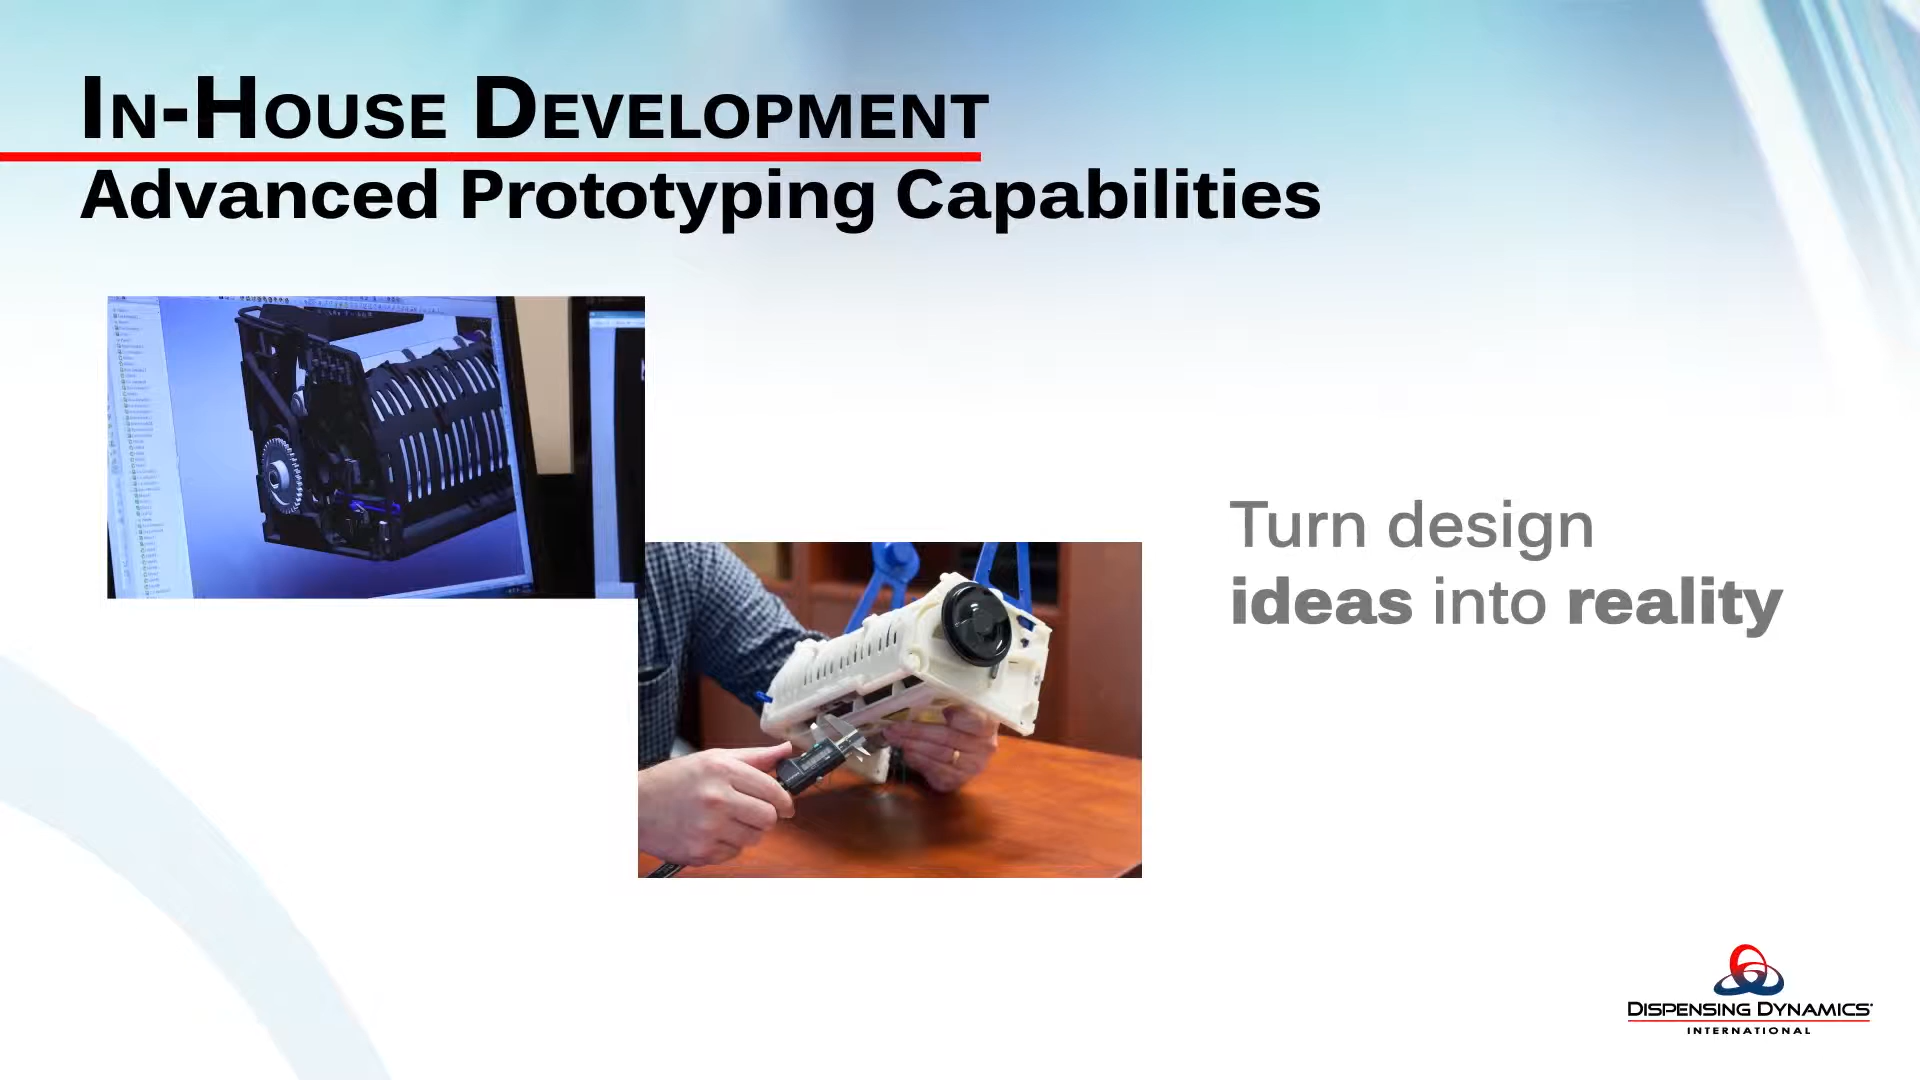 In-House Development
Advanced Prototyping Capabilities
Turn design
ideas into reality
Dispensing Dynamics
INTERNATIONAL